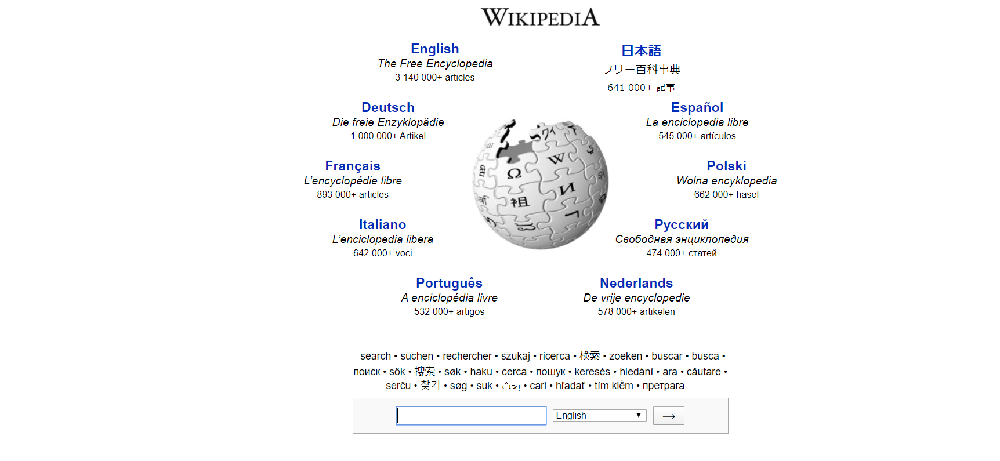 WIKIPEDIA
English
The Free Encyclopedia
3 140 000+ articles
日本語
フリー百科事典
641 000+ 記事
Deutsch
Die freie Enzyklopädie
1 000 000+ Artikel
Español
La enciclopedia libre
545 000+ artículos
Français
L’encyclopédie libre
893 000+ articles
Polski
Wolna encyklopedia
662 000+ haseł
Ω
W
И
祖
Italiano
L’enciclopedia libera
642 000+ voci
Русский
Свободная энциклопедия
474 000+ статей
Português
A enciclopédia livre
532 000+ artigos
Nederlands
De vrije encyclopedie
578 000+ artikelen
search • suchen • rechercher • szukaj • ricerca • 検索 • zoeken • buscar • busca •
поиск • sök • 搜索 • søk • haku • cerca • пошук • keresés • hledání • ara • căutare •
serĉu • 찾기 • søg • suk • بحث • cari • hľadať • tìm kiếm • претрага
English ▼ →